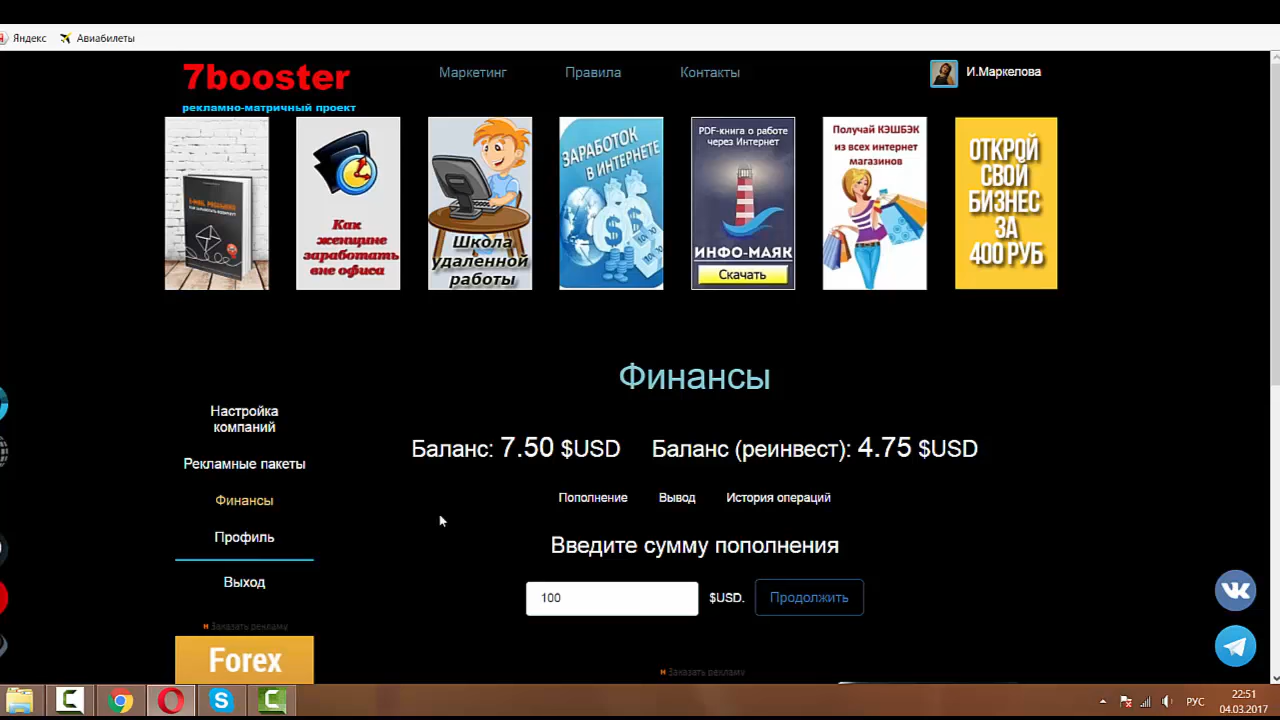 Яндекс
Авиабилеты
7booster
рекламно-матричный проект
Маркетинг
Правила
Контакты
И.Маркелова
Как
женщине
заработать
вне офиса
Школа
удаленной
работы
ЗАРАБОТОК
В ИНТЕРНЕТЕ
PDF-книга о работе
через Интернет
ИНФО-МАЯК
Скачать
Получай КЭШБЭК
из всех интернет
магазинов
ОТКРОЙ
СВОЙ
БИЗНЕС
ЗА
400 РУБ
Финансы
Настройка
компаний
Рекламные пакеты
Финансы
Профиль
Выход
Заказать рекламу
Forex
Баланс: 7.50 $USD
Баланс (реинвест): 4.75 $USD
Пополнение
Вывод
История операций
Введите сумму пополнения
100
$USD.
Продолжить
Заказать рекламу
РУС
22:51
04.03.2017